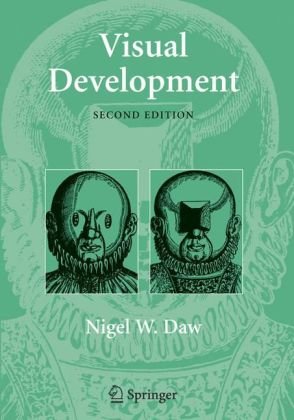 Visual
Development
SECOND EDITION
Nigel W. Daw
Springer